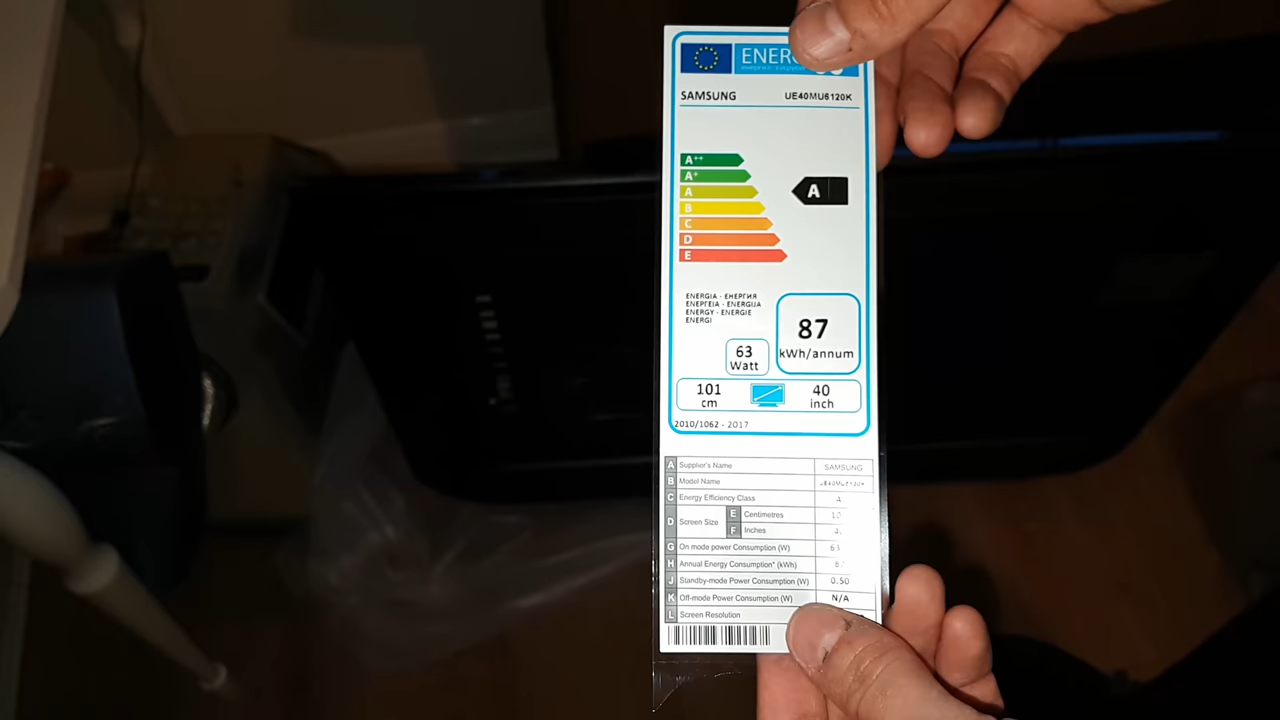 SAMSUNG UE40MU6120K
A++
A+
A
A
B
C
D
E
ENERGIA - ЕНЕРГИЯ
ΕΝΕΡΓΕΙΑ - ENERGIJA
ENERGY - ENERGIE
ENERGI
87
kWh/annum
63
Watt
101
cm
40
inch
2010/1062 - 2017
A Supplier's Name SAMSUNG
B Model Name
C Energy Efficiency Class A
D Screen Size E Centimetres
F Inches
G On mode power Consumption (W) 63
H Annual Energy Consumption* (kWh)
J Standby-mode Power Consumption (W) 0.50
K Off-mode Power Consumption (W) N/A
L Screen Resolution